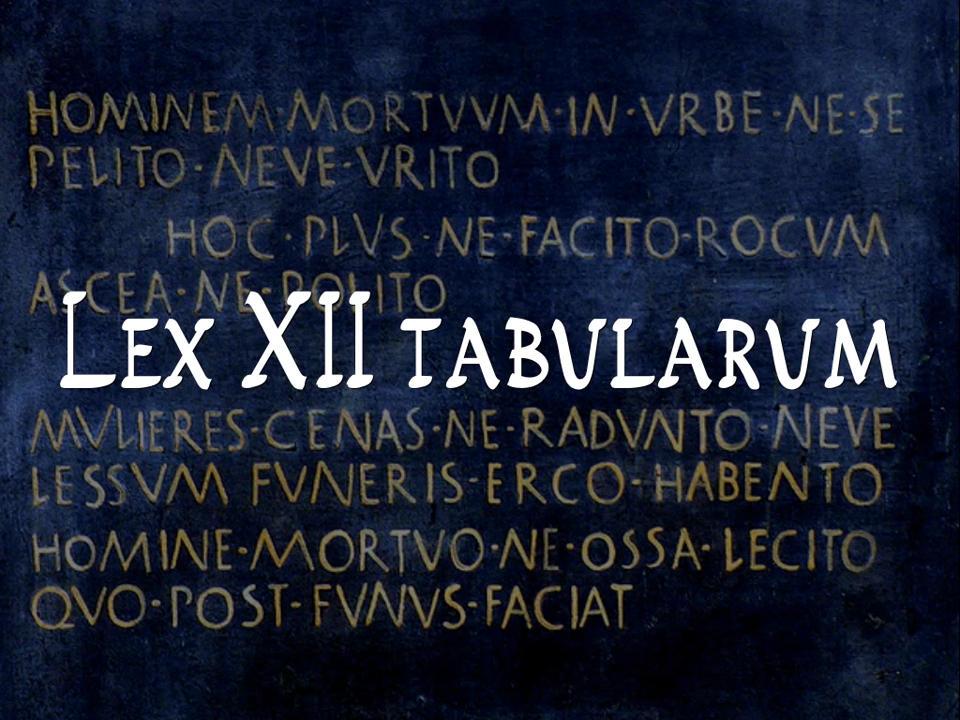 HOMINEM·MORTVVM·IN·VRBE·NE·SE
PELITO·NEVE·VRITO
HOC·PLVS·NE·FACITO·ROCVM
ASCEA·NE·POLITO
Lex XII tabularum
MVLIERES·CENAS·NE·RADVNTO·NEVE
LESSVM FVNERIS·ERCO·HABENTO
HOMINE·MORTVO·NE·OSSA·LECITO
QVO·POST·FVNVS·FACIAT